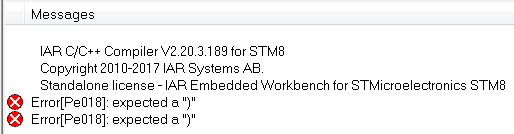 Messages
IAR C/C++ Compiler V2.20.3.189 for STM8
Copyright 2010-2017 IAR Systems AB.
Standalone license - IAR Embedded Workbench for STMicroelectronics STM8
Error[Pe018]: expected a ")"
Error[Pe018]: expected a ")"